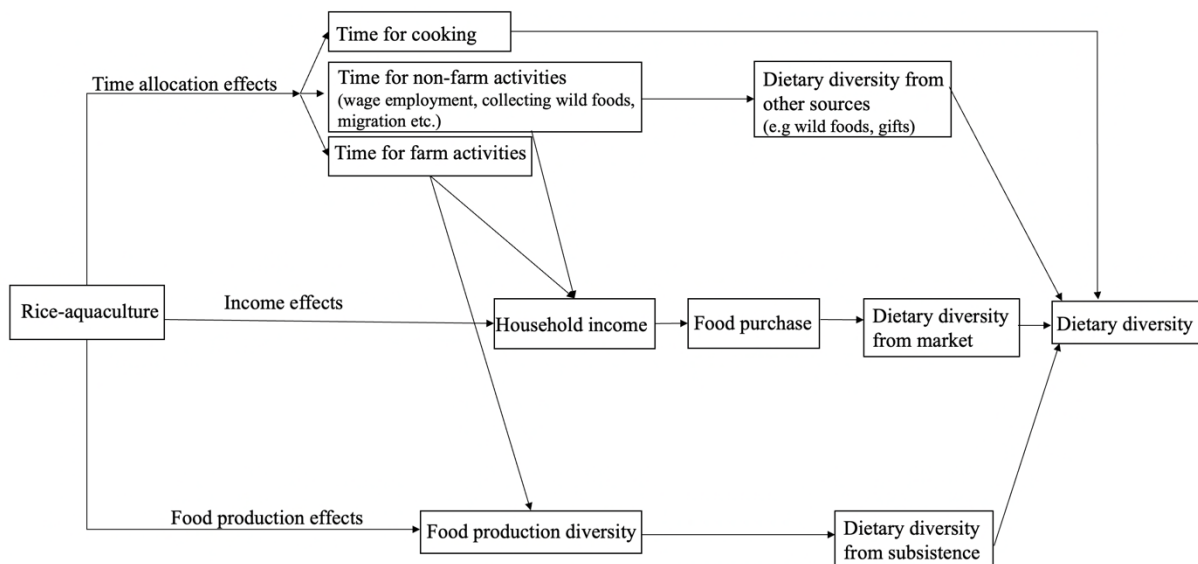 Time for cooking
Time allocation effects
Time for non-farm activities
(wage employment, collecting wild foods,
migration etc.)
Dietary diversity from
other sources
(e.g wild foods, gifts)
Time for farm activities
Rice-aquaculture
Income effects
Household income
Food purchase
Dietary diversity
from market
Dietary diversity
Food production effects
Food production diversity
Dietary diversity
from subsistence